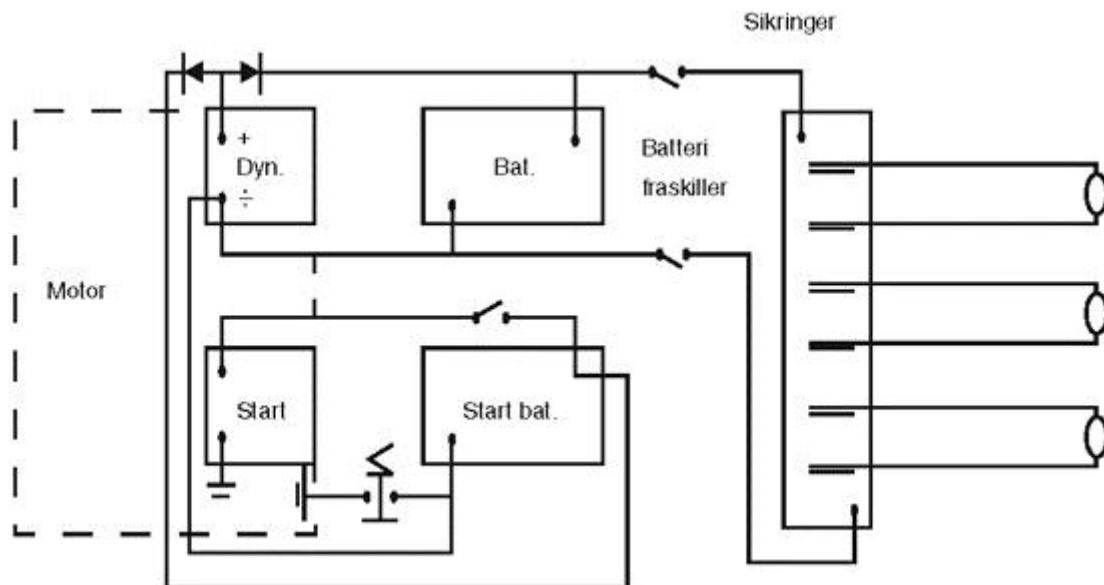 Sikringer
+
Dyn.
÷
Bat.
Batteri
fraskiller
Motor
Start
Start bat.